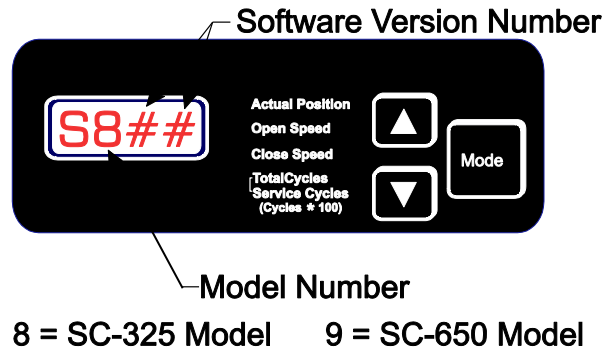 Software Version Number
S8##
Actual Position
Open Speed
Close Speed
TotalCycles
Service Cycles
(Cycles * 100)
Mode
Model Number
8 = SC-325 Model 9 = SC-650 Model